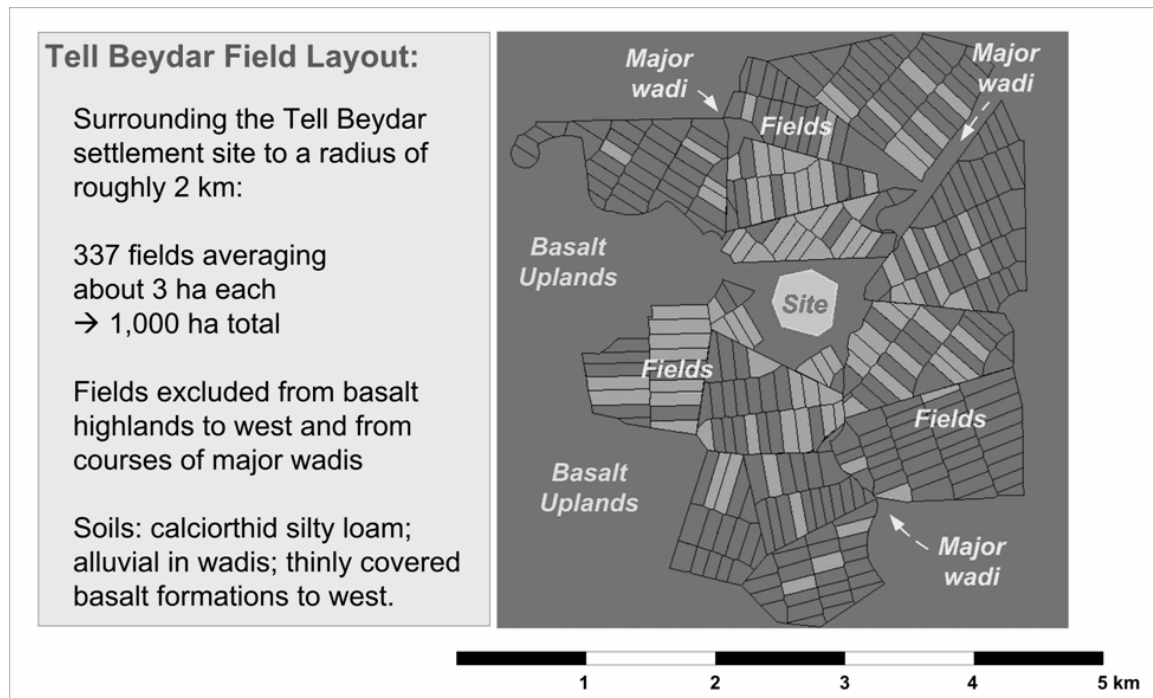 Tell Beydar Field Layout:
Surrounding the Tell Beydar
settlement site to a radius of
roughly 2 km:
337 fields averaging
about 3 ha each
→ 1,000 ha total
Fields excluded from basalt
highlands to west and from
courses of major wadis
Soils: calciorthid silty loam;
alluvial in wadis; thinly covered
basalt formations to west.
Major
wadi
Major
wadi
Fields
Basalt
Uplands
Site
Fields
Fields
Basalt
Uplands
Major
wadi
1 2 3 4 5 km